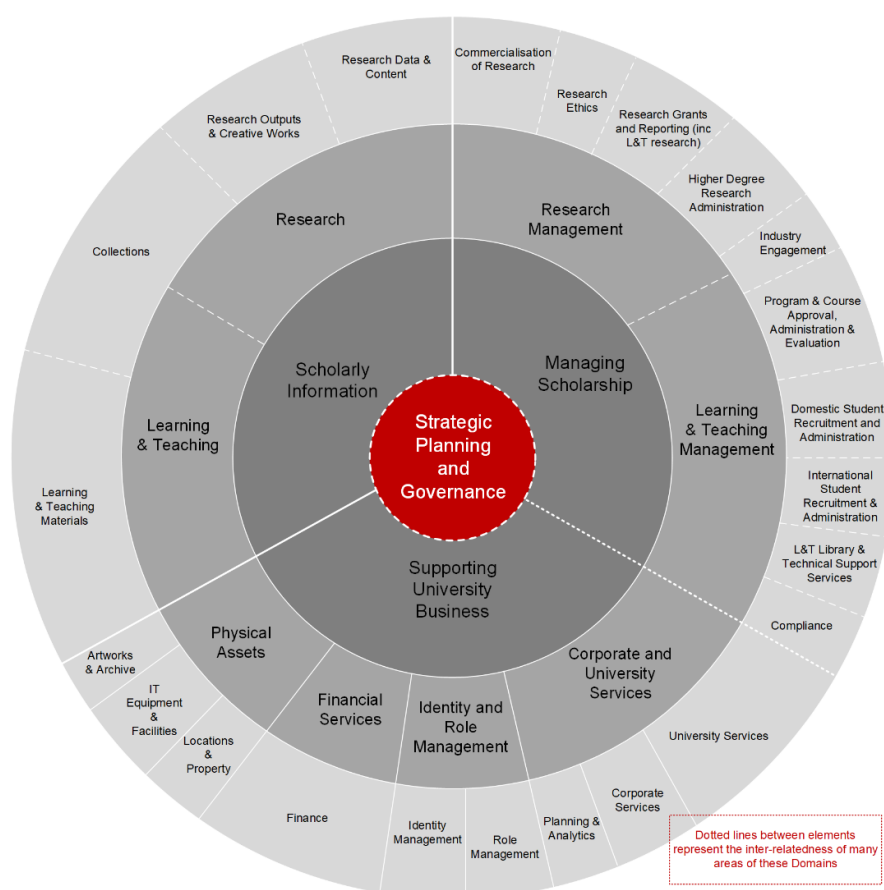 Research Data &
Content
Commercialisation
of Research
Research
Ethics
Research Outputs
& Creative Works
Research Grants
and Reporting (inc
L&T research)
Higher Degree
Research
Administration
Collections
Research
Research
Management
Industry
Engagement
Program & Course
Approval,
Administration &
Evaluation
Scholarly
Information
Managing
Scholarship
Learning
& Teaching
Strategic
Planning
and
Governance
Learning
& Teaching
Management
Domestic Student
Recruitment and
Administration
Learning
& Teaching
Materials
International
Student
Recruitment &
Administration
L&T Library &
Technical Support
Services
Supporting
University
Business
Compliance
Artworks
& Archive
Physical
Assets
Corporate and
University
Services
IT
Equipment
&
Facilities
Financial
Services
Identity and
Role
Management
Locations
&
Property
University Services
Finance
Identity
Management
Role
Management
Planning &
Analytics
Corporate
Services
Dotted lines between elements
represent the inter-relatedness of many
areas of these Domains